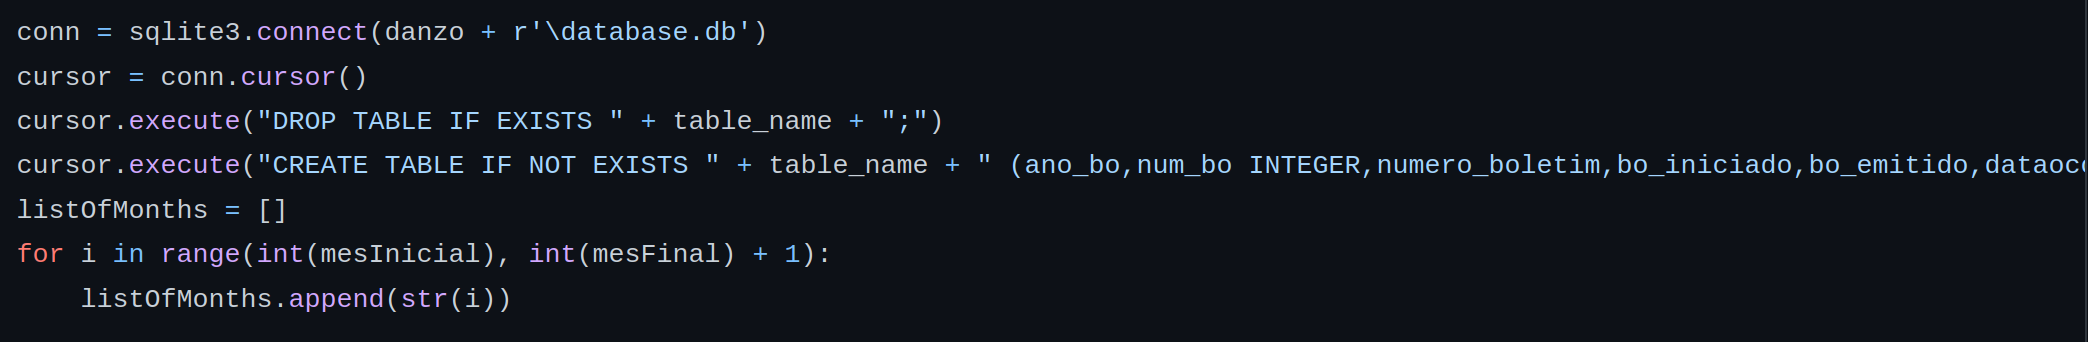 conn = sqlite3.connect(danzo + r'\database.db')
cursor = conn.cursor()
cursor.execute("DROP TABLE IF EXISTS " + table_name + ";")
cursor.execute("CREATE TABLE IF NOT EXISTS " + table_name + " (ano_bo,num_bo INTEGER,numero_boletim,bo_iniciado,bo_emitido,dataoc
listOfMonths = []
for i in range(int(mesInicial), int(mesFinal) + 1):
    listOfMonths.append(str(i))